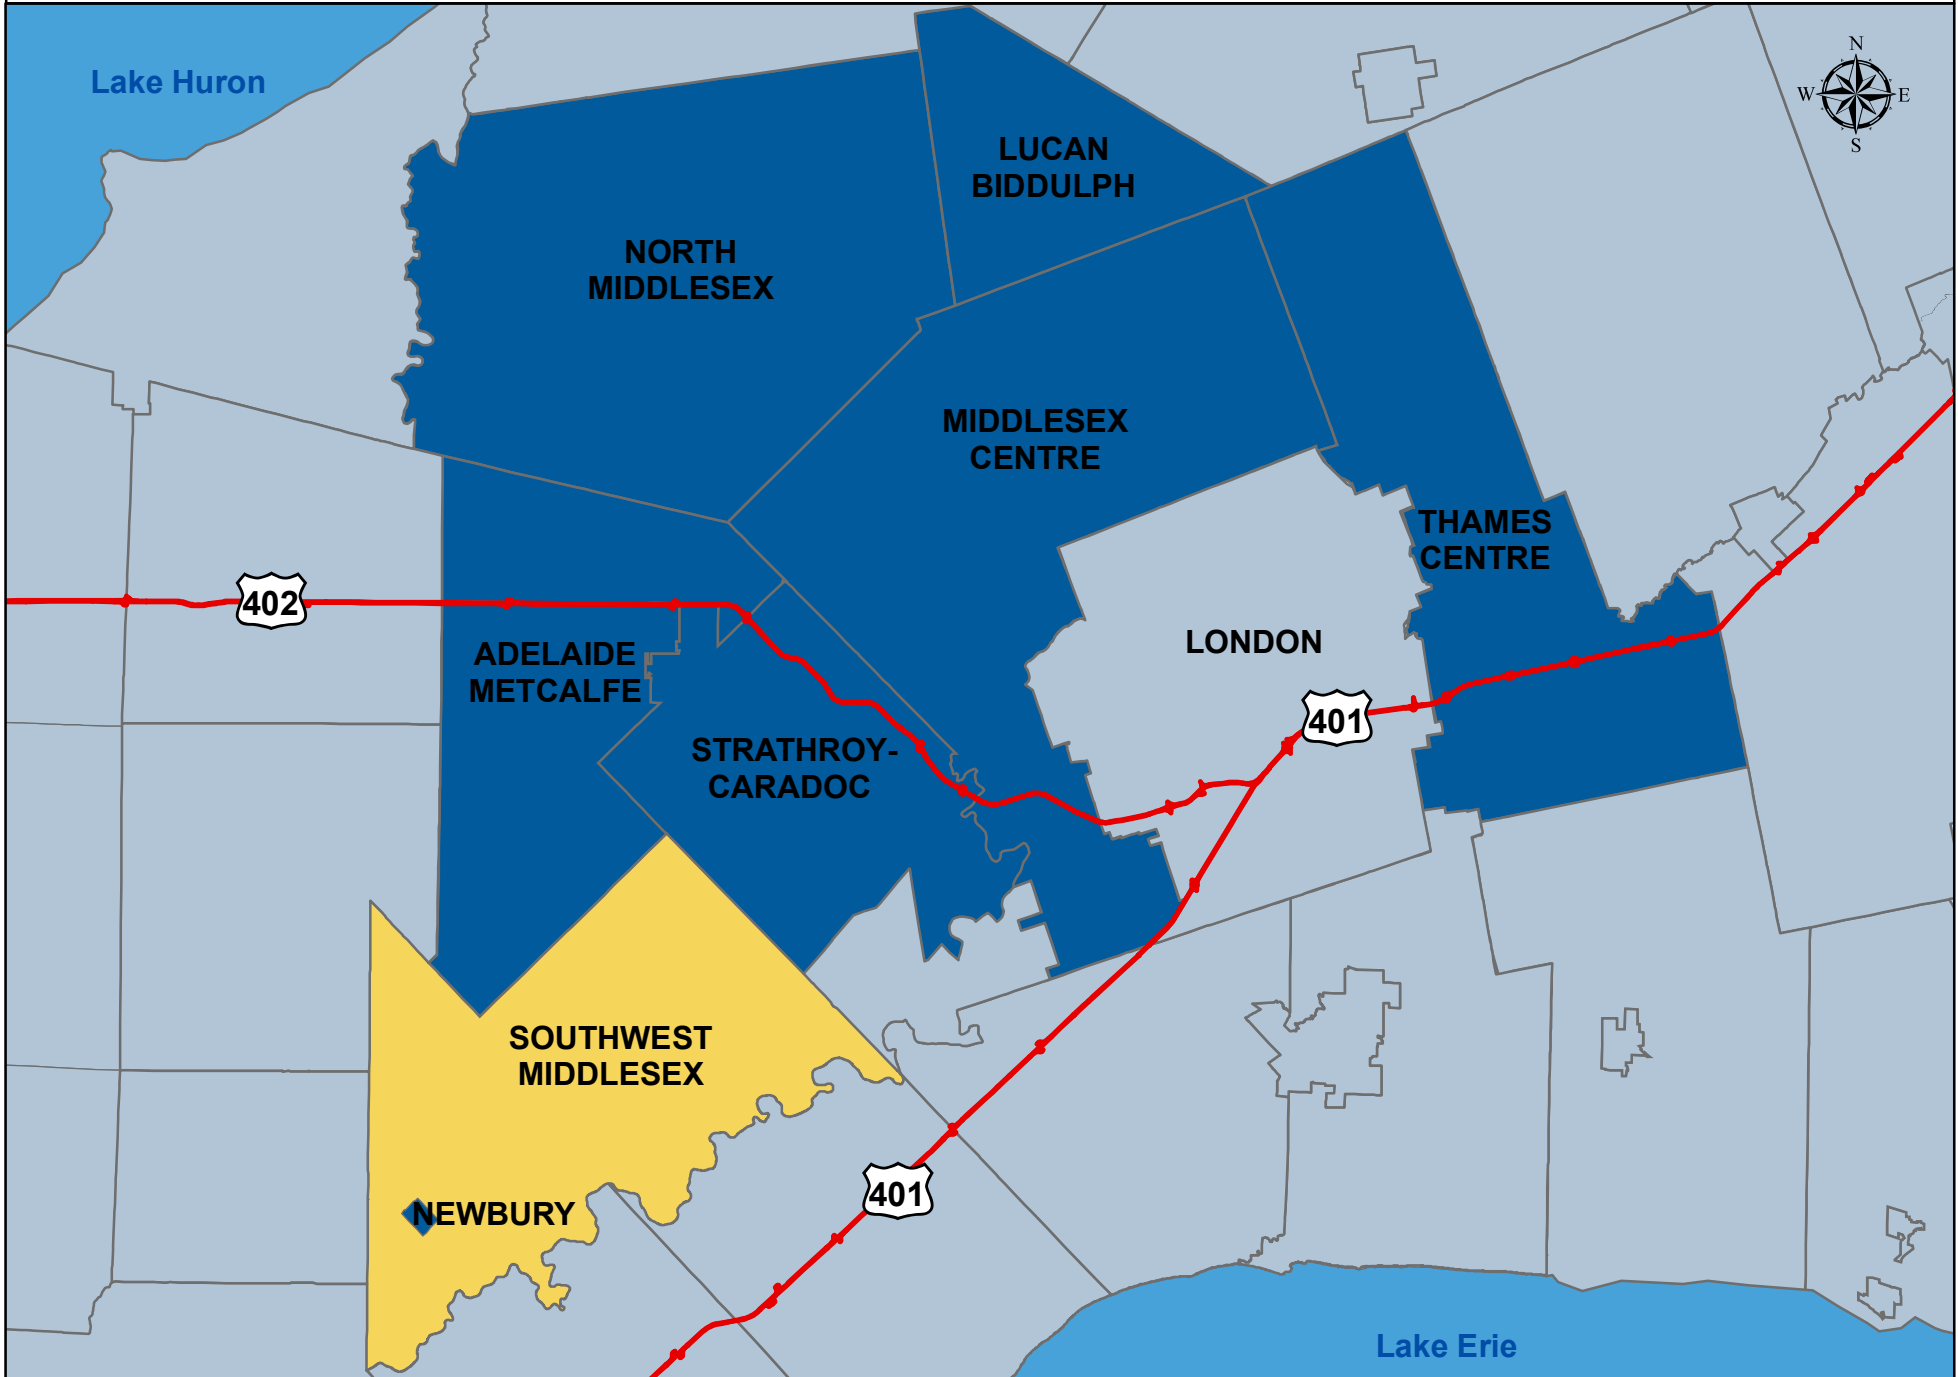 Lake Huron
N
W
E
S
LUCAN
BIDDULPH
NORTH
MIDDLESEX
MIDDLESEX
CENTRE
THAMES
CENTRE
402
ADELAIDE
METCALFE
LONDON
401
STRATHROY-
CARADOC
SOUTHWEST
MIDDLESEX
401
NEWBURY
Lake Erie